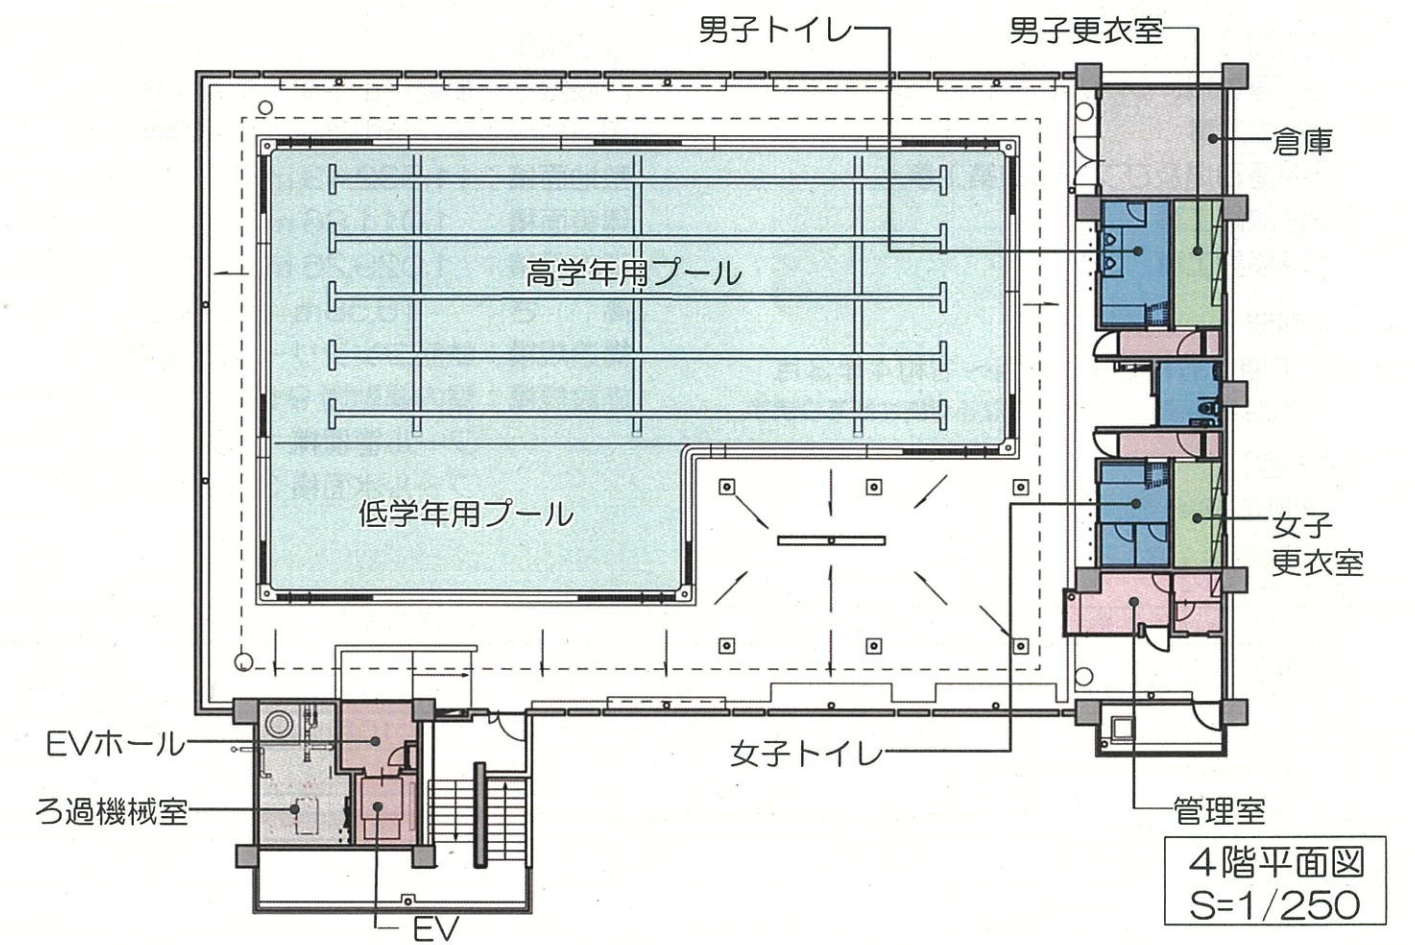 男子トイレ
男子更衣室
倉庫
高学年用プール
低学年用プール
女子
更衣室
EVホール
女子トイレ
ろ過機械室
管理室
EV
4階平面図
S=1/250